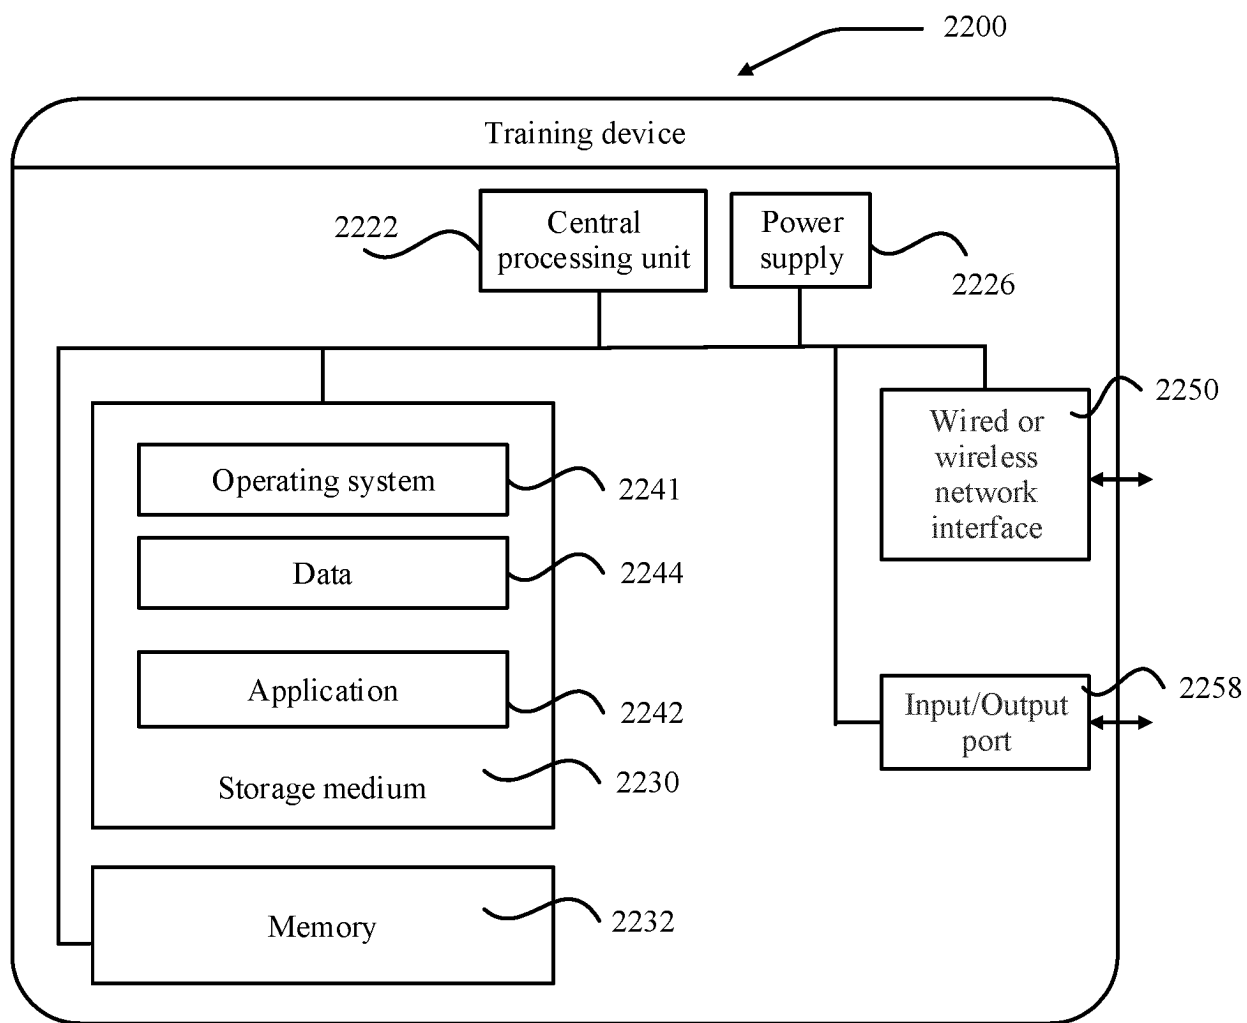 2200
Training device
2222
Central
processing unit
Power
supply
2226
2250
Wired or
wireless
network
interface
Operating system
2241
Data
2244
Application
2242
Storage medium
2230
2258
Input/Output
port
Memory
2232